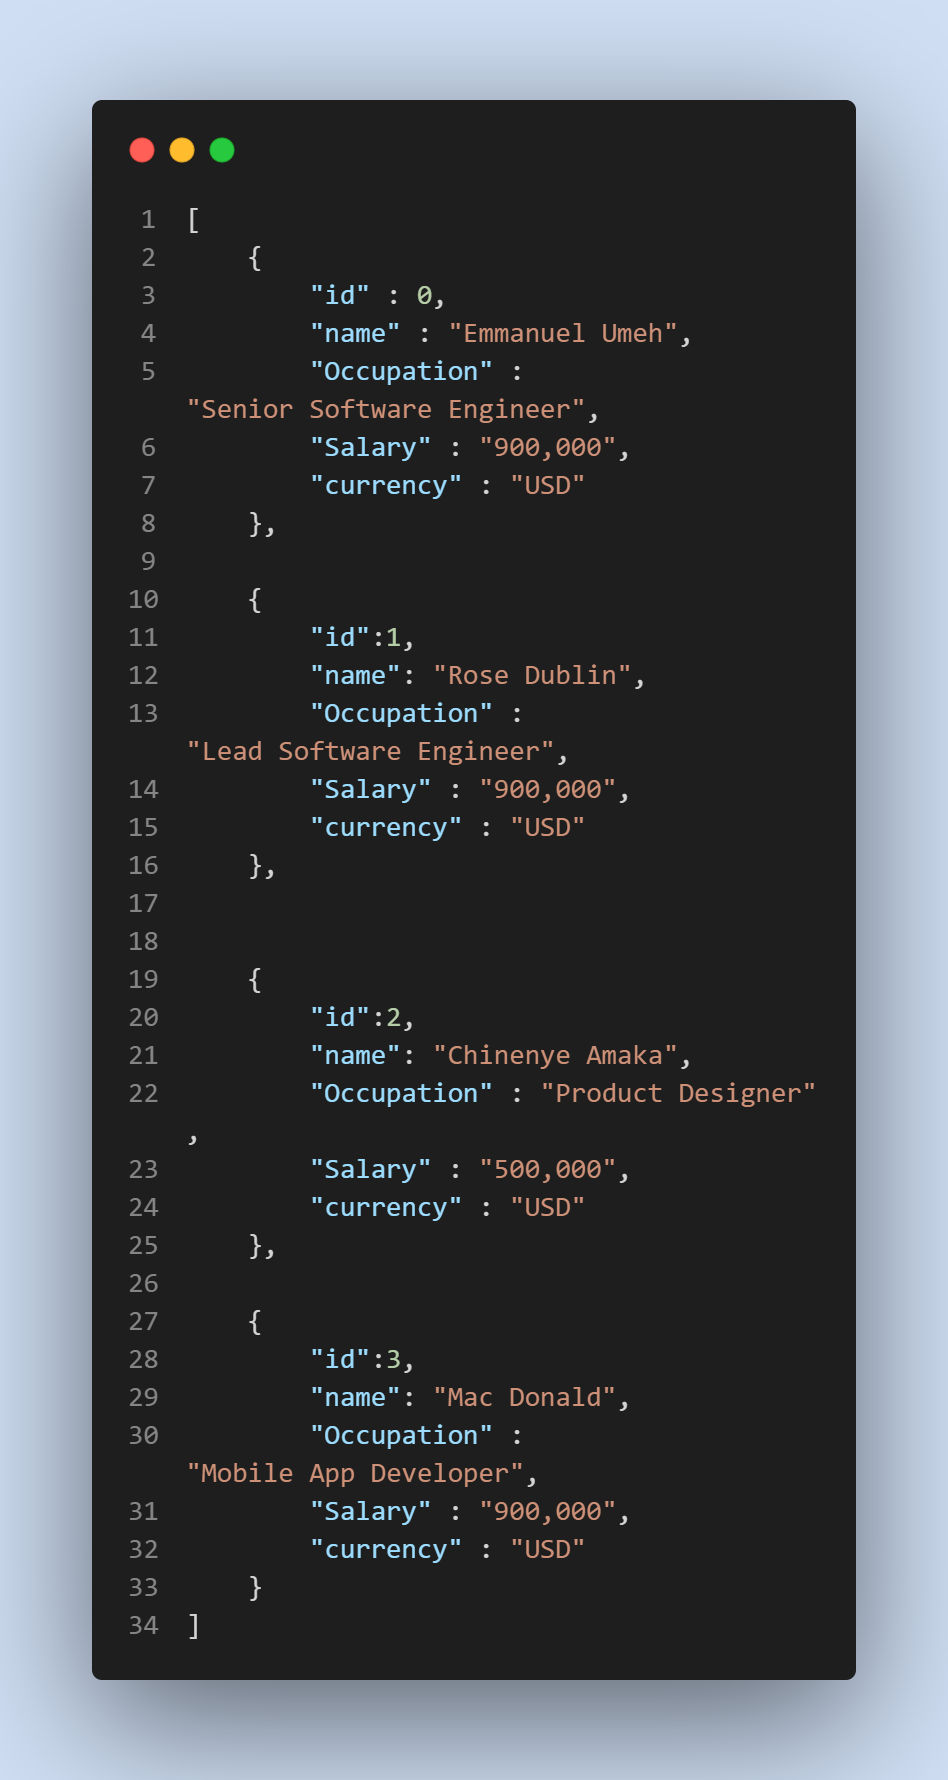 1 [
2     {
3         "id" : 0,
4         "name" : "Emmanuel Umeh",
5         "Occupation" :
"Senior Software Engineer",
6         "Salary" : "900,000",
7         "currency" : "USD"
8     },
9
10     {
11         "id":1,
12         "name": "Rose Dublin",
13         "Occupation" :
"Lead Software Engineer",
14         "Salary" : "900,000",
15         "currency" : "USD"
16     },
17
18
19     {
20         "id":2,
21         "name": "Chinenye Amaka",
22         "Occupation" : "Product Designer"
,
23         "Salary" : "500,000",
24         "currency" : "USD"
25     },
26
27     {
28         "id":3,
29         "name": "Mac Donald",
30         "Occupation" :
"Mobile App Developer",
31         "Salary" : "900,000",
32         "currency" : "USD"
33     }
34 ]